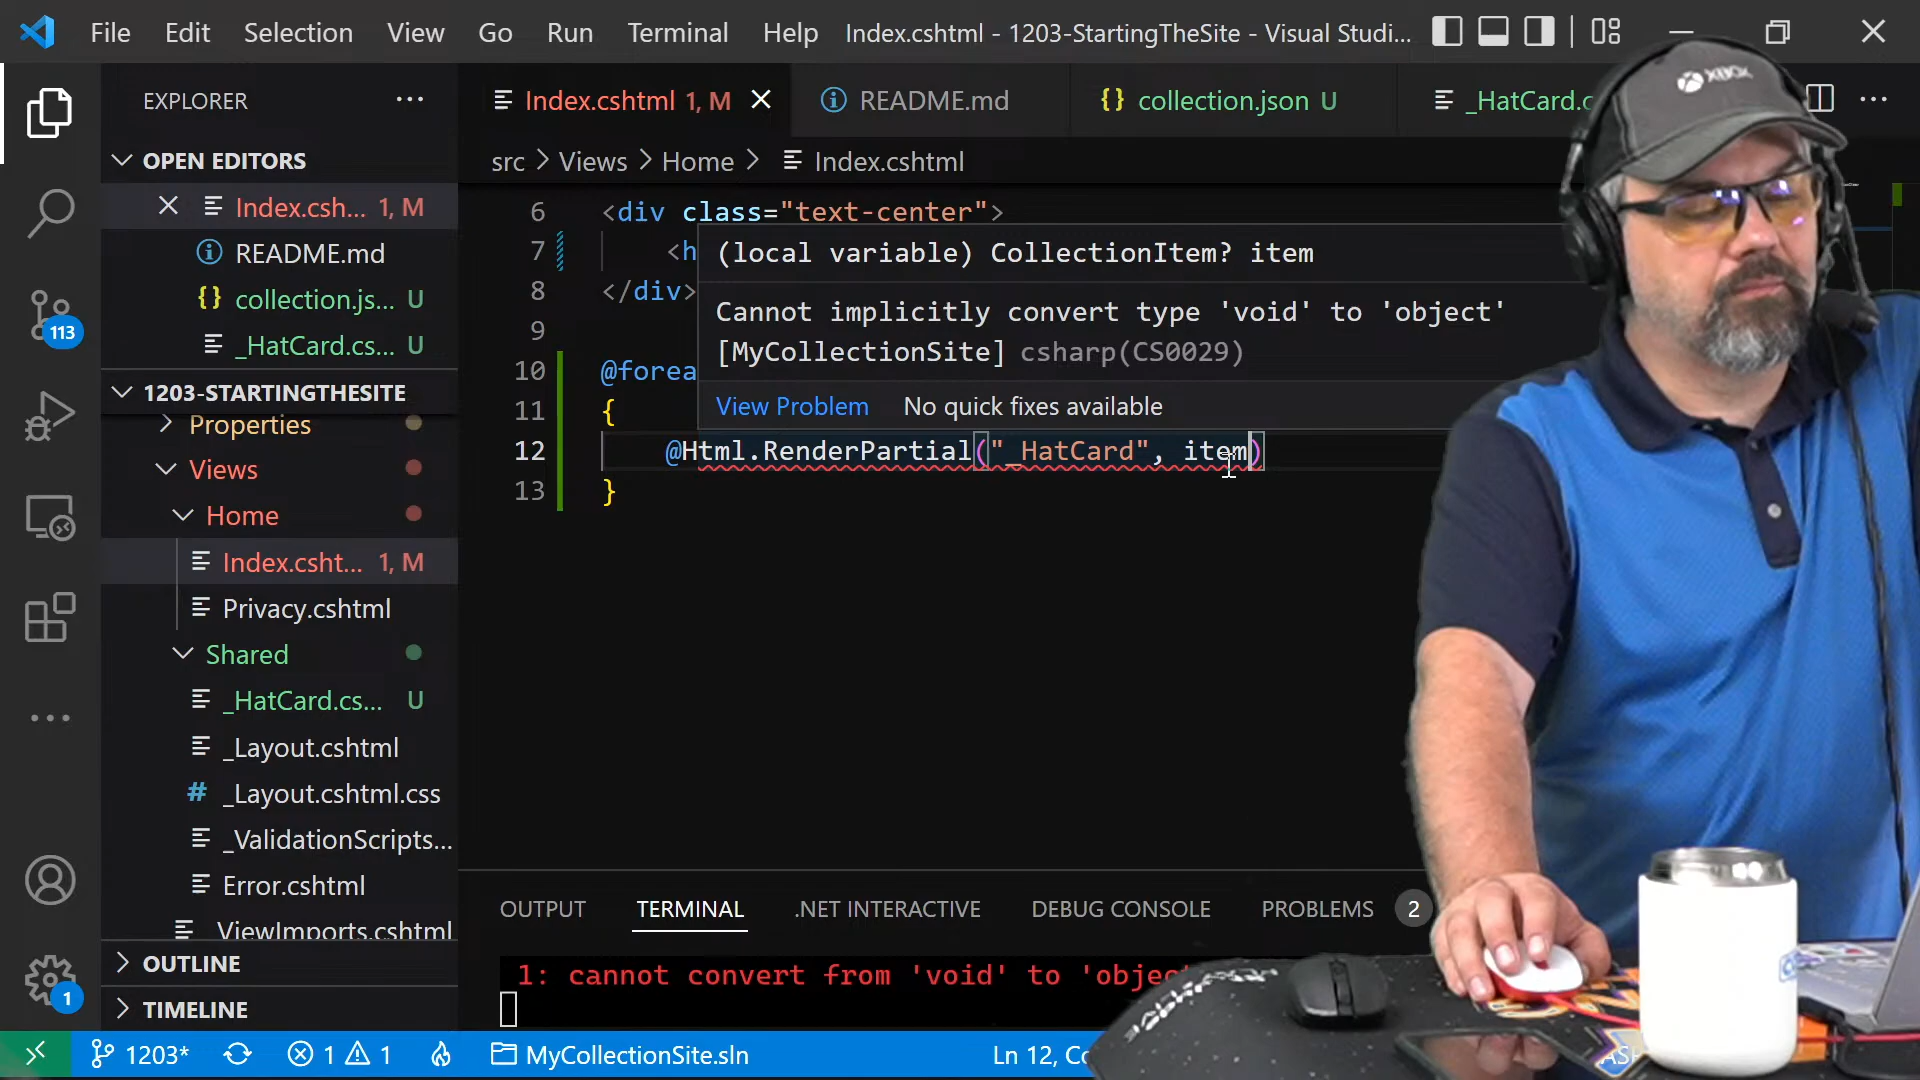 File Edit Selection View Go Run Terminal Help Index.cshtml - 1203-StartingTheSite - Visual Studi...
XBOX
EXPLORER
Index.cshtml 1, M
README.md
collection.json U
_HatCard.c
OPEN EDITORS
src > Views > Home > Index.cshtml
Index.csh... 1, M
README.md
collection.js... U
_HatCard.cs... U
1203-STARTINGTHESITE
Properties
Views
Home
Index.csht... 1, M
Privacy.cshtml
Shared
_HatCard.cs... U
_Layout.cshtml
# _Layout.cshtml.css
_ValidationScripts...
Error.cshtml
ViewImports.cshtml
OUTLINE
TIMELINE
113
1
6 <div class="text-center">
7 <h
8 </div>
9
10 @forea
11 {
12 @Html.RenderPartial("_HatCard", item)
13 }
(local variable) CollectionItem? item
Cannot implicitly convert type 'void' to 'object'
[MyCollectionSite] csharp(CS0029)
View Problem No quick fixes available
OUTPUT TERMINAL .NET INTERACTIVE DEBUG CONSOLE PROBLEMS 2
1: cannot convert from 'void' to 'objec
1203* 1 1 MyCollectionSite.sln Ln 12, Co